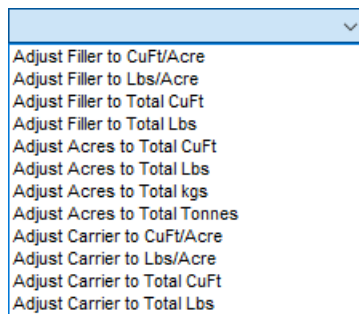 Adjust Filler to CuFt/Acre
Adjust Filler to Lbs/Acre
Adjust Filler to Total CuFt
Adjust Filler to Total Lbs
Adjust Acres to Total CuFt
Adjust Acres to Total Lbs
Adjust Acres to Total kgs
Adjust Acres to Total Tonnes
Adjust Carrier to CuFt/Acre
Adjust Carrier to Lbs/Acre
Adjust Carrier to Total CuFt
Adjust Carrier to Total Lbs